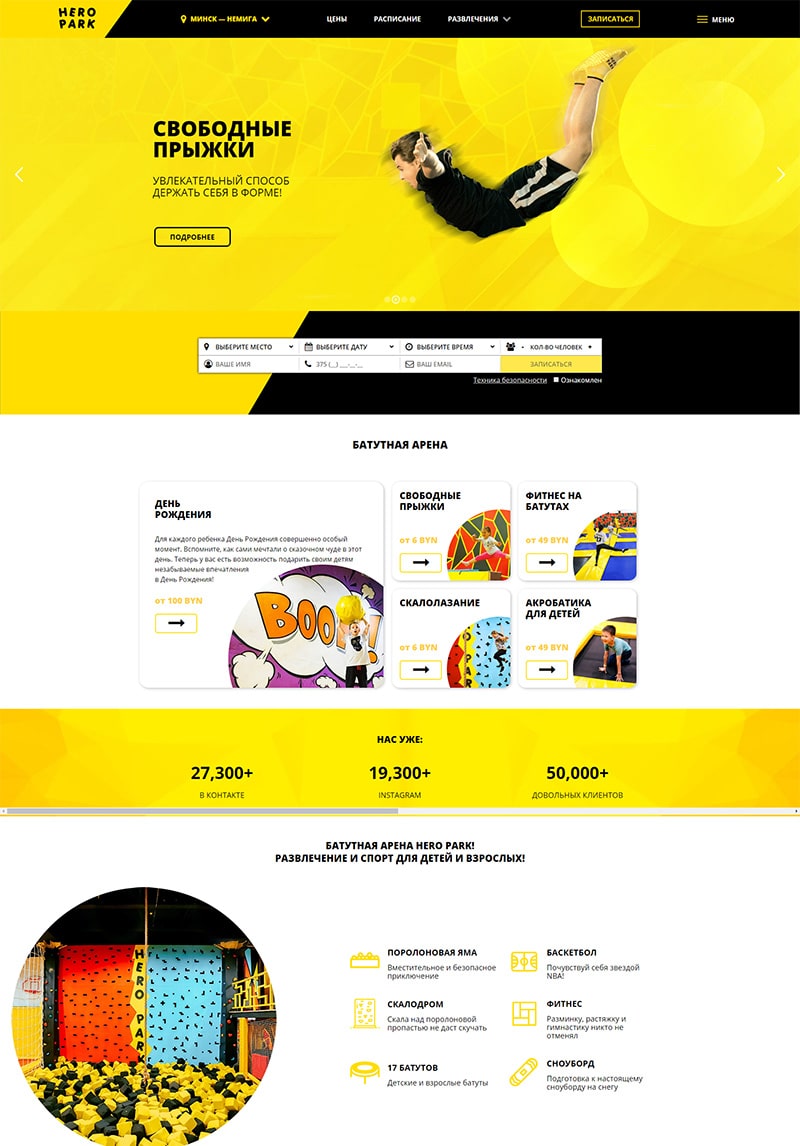 HERO
PARK
МИНСК — НЕМИГА
ЦЕНЫ
РАСПИСАНИЕ
РАЗВЛЕЧЕНИЯ
ЗАПИСАТЬСЯ
МЕНЮ
СВОБОДНЫЕ
ПРЫЖКИ
УВЛЕКАТЕЛЬНЫЙ СПОСОБ
ДЕРЖАТЬ СЕБЯ В ФОРМЕ!
ПОДРОБНЕЕ
ВЫБЕРИТЕ МЕСТО
ВЫБЕРИТЕ ДАТУ
ВЫБЕРИТЕ ВРЕМЯ
- КОЛ-ВО ЧЕЛОВЕК +
ВАШЕ ИМЯ
375 (__) ___-__-__
ВАШ EMAIL
ЗАПИСАТЬСЯ
Техника безопасности
Ознакомлен
БАТУТНАЯ АРЕНА
ДЕНЬ
РОЖДЕНИЯ
Для каждого ребенка День Рождения совершенно особый
момент. Вспомните, как сами мечтали о сказочном чуде в этот
день. Теперь у вас есть возможность подарить своим детям
незабываемые впечатления
в День Рождения!
от 100 BYN
BOOM!
СВОБОДНЫЕ
ПРЫЖКИ
от 6 BYN
ФИТНЕС НА
БАТУТАХ
от 49 BYN
СКАЛОЛАЗАНИЕ
от 6 BYN
O PAR
АКРОБАТИКА
ДЛЯ ДЕТЕЙ
от 49 BYN
НАС УЖЕ:
27,300+
В КОНТАКТЕ
19,300+
INSTAGRAM
50,000+
ДОВОЛЬНЫХ КЛИЕНТОВ
БАТУТНАЯ АРЕНА HERO PARK!
РАЗВЛЕЧЕНИЕ И СПОРТ ДЛЯ ДЕТЕЙ И ВЗРОСЛЫХ!
HERO PAR
ПОРОЛОНОВАЯ ЯМА
Вместительное и безопасное
приключение
БАСКЕТБОЛ
Почувствуй себя звездой
NBA!
СКАЛОДРОМ
Скала над поролоновой
пропастью не даст скучать
ФИТНЕС
Разминку, растяжку и
гимнастику никто не
отменял
17 БАТУТОВ
Детские и взрослые батуты
СНОУБОРД
Подготовка к настоящему
сноуборду на снегу